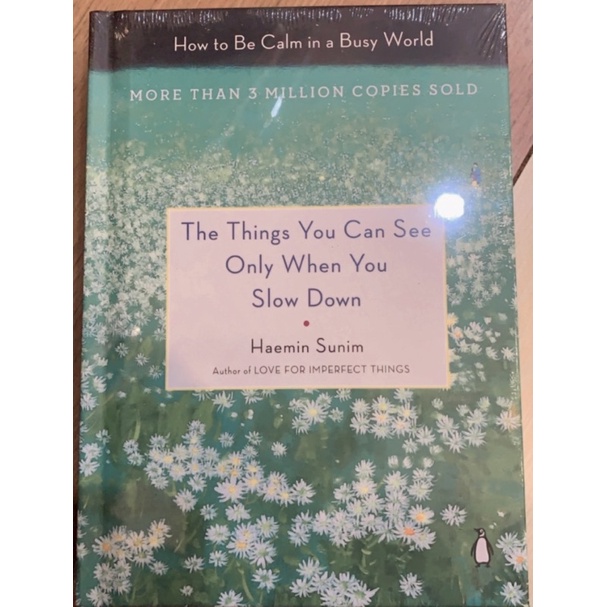 How to Be Calm in a Busy World
MORE THAN 3 MILLION COPIES SOLD
The Things You Can See
Only When You
Slow Down
Haemin Sunim
Author of LOVE FOR IMPERFECT THINGS